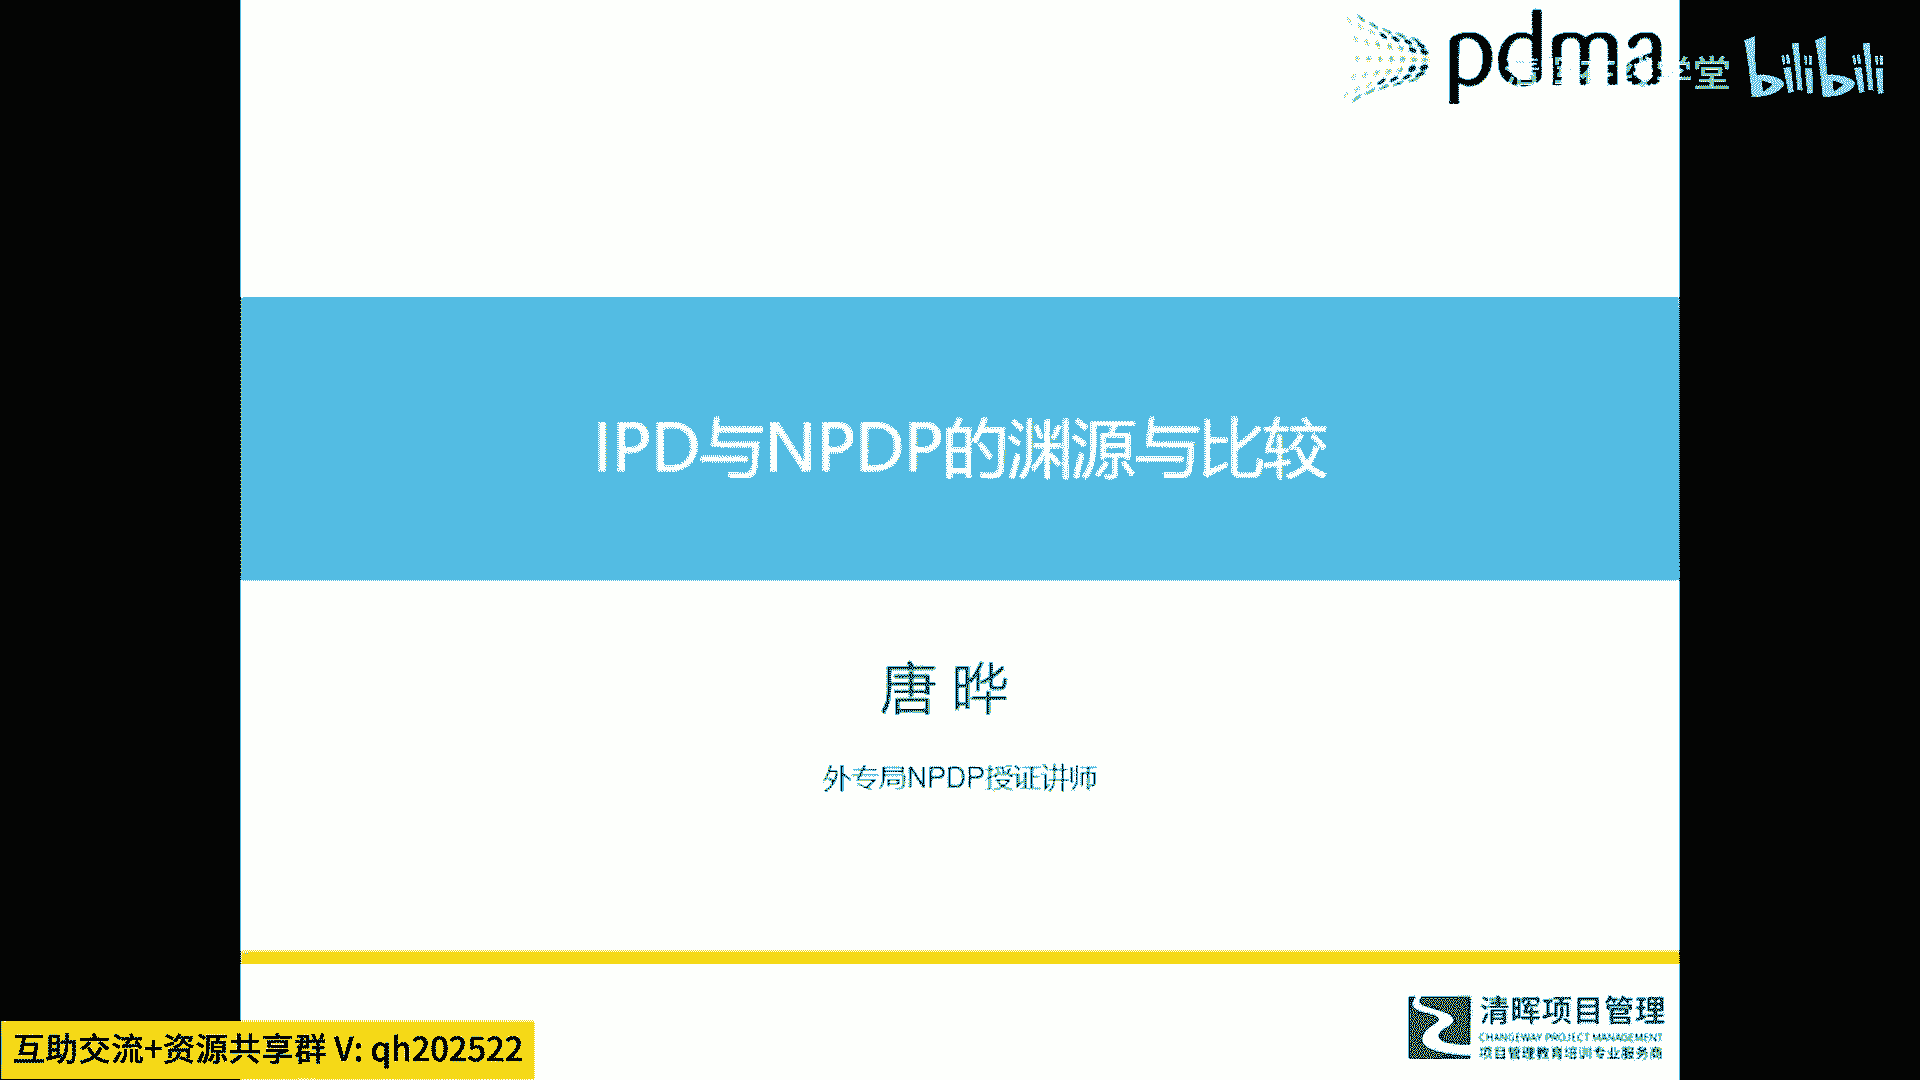 pdma
学堂 bilibili
IPD与NPDP的渊源与比较
唐 晔
外专局NPDP授证讲师
清晖项目管理
CHANGEWAY PROJECT MANAGEMENT
项目管理教育培训专业服务商
互助交流+资源共享群 V: qh202522